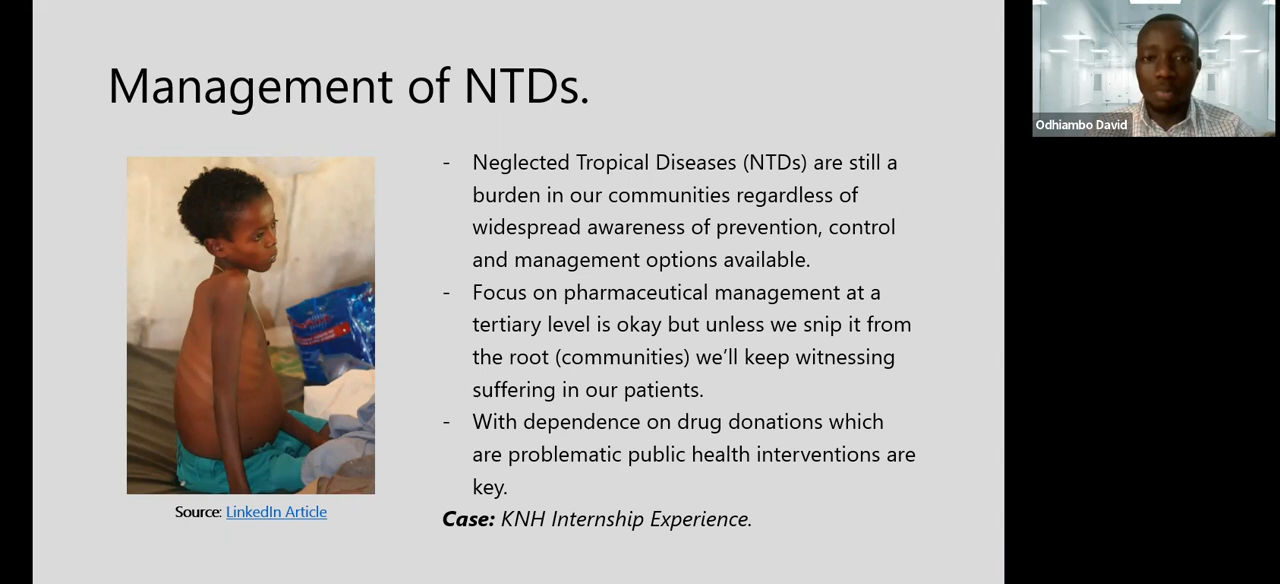 Management of NTDs.
- Neglected Tropical Diseases (NTDs) are still a
burden in our communities regardless of
widespread awareness of prevention, control
and management options available.
- Focus on pharmaceutical management at a
tertiary level is okay but unless we snip it from
the root (communities) we’ll keep witnessing
suffering in our patients.
- With dependence on drug donations which
are problematic public health interventions are
key.
Case: KNH Internship Experience.
Source: LinkedIn Article
Odhiambo David